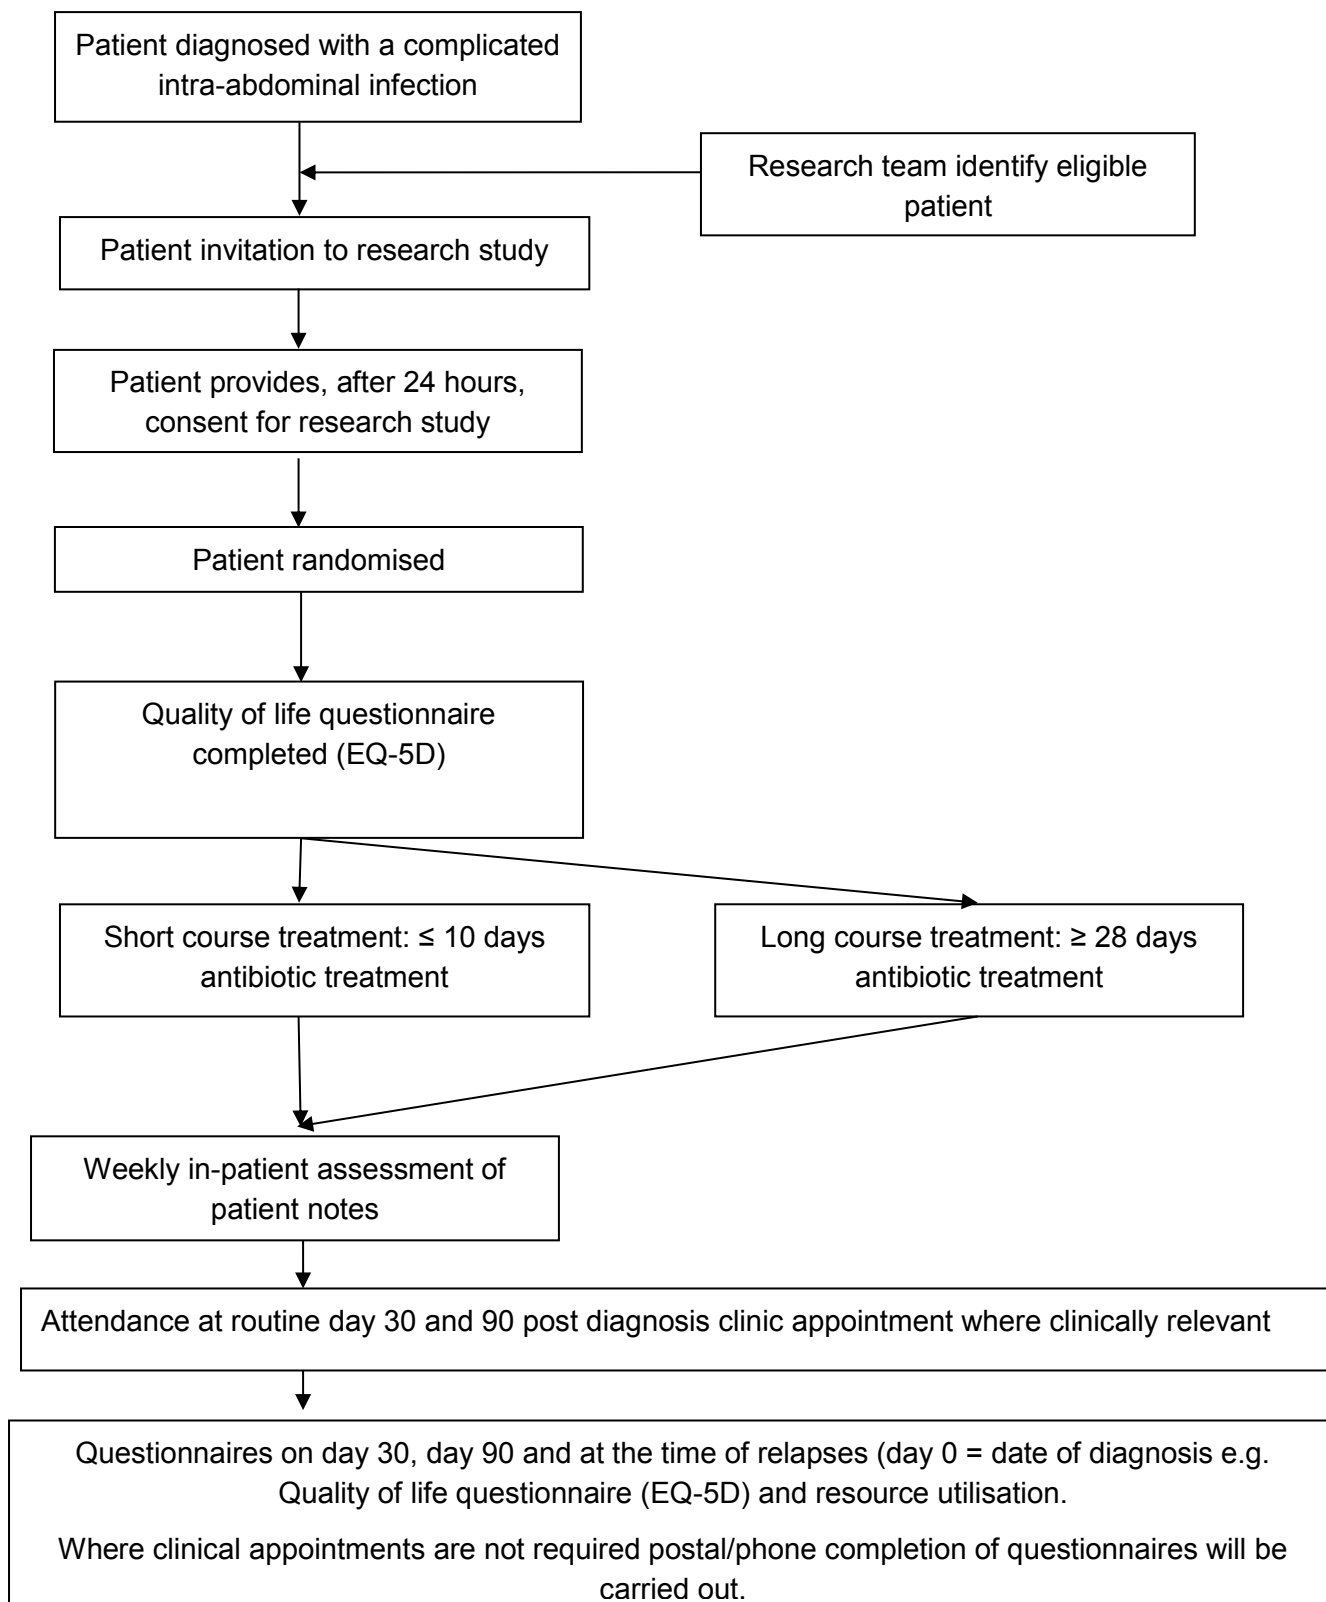 Patient diagnosed with a complicated
intra-abdominal infection
Research team identify eligible
patient
Patient invitation to research study
Patient provides, after 24 hours,
consent for research study
Patient randomised
Quality of life questionnaire
completed (EQ-5D)
Short course treatment: ≤ 10 days
antibiotic treatment
Long course treatment: ≥ 28 days
antibiotic treatment
Weekly in-patient assessment of
patient notes
Attendance at routine day 30 and 90 post diagnosis clinic appointment where clinically relevant
Questionnaires on day 30, day 90 and at the time of relapses (day 0 = date of diagnosis e.g.
Quality of life questionnaire (EQ-5D) and resource utilisation.
Where clinical appointments are not required postal/phone completion of questionnaires will be
carried out.